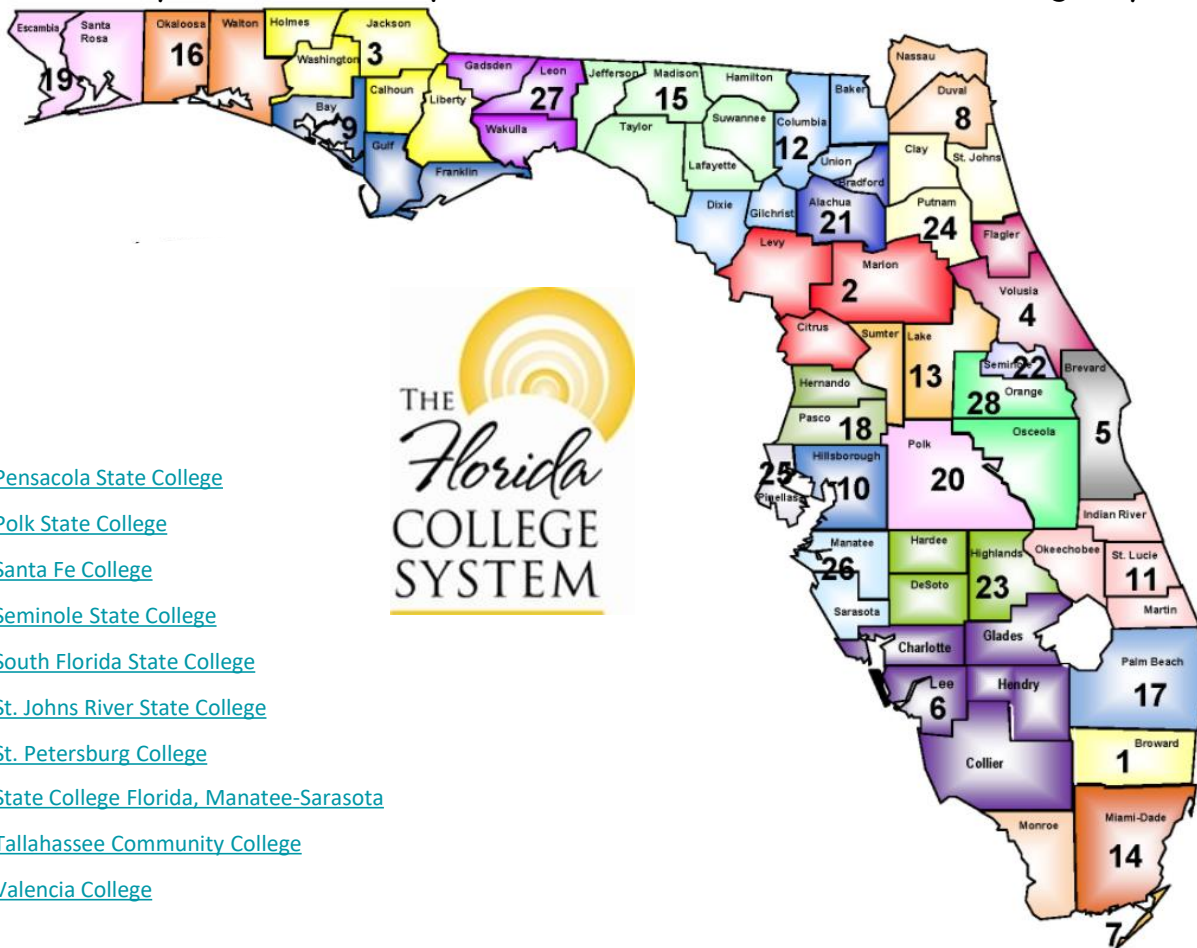 Escambia
Santa
Rosa
19
Okaloosa
16
Walton
Holmes
Jackson
Washington
3
Calhoun
Liberty
Bay
9
Gulf
Franklin
Gadsden
Leon
27
Wakulla
Jefferson
Madison
15
Hamilton
Taylor
Suwannee
Lafayette
Columbia
12
Baker
Union
Bradford
Dixie
Gilchrist
Alachua
21
Nassau
Duval
8
Clay
St. Johns
Putnam
24
Flagler
Levy
Marion
2
Citrus
Volusia
4
Sumter
Lake
13
Seminole
22
Orange
28
Brevard
5
Hernando
Pasco
18
Osceola
Polk
20
25
Pinellas
Hillsborough
10
Indian River
Manatee
26
Hardee
Highlands
23
Okeechobee
St. Lucie
11
DeSoto
Sarasota
Martin
Charlotte
Glades
Palm Beach
17
Lee
6
Hendry
Collier
Broward
1
Monroe
Miami-Dade
14
7
THE
Florida
COLLEGE
SYSTEM
Pensacola State College
Polk State College
Santa Fe College
Seminole State College
South Florida State College
St. Johns River State College
St. Petersburg College
State College Florida, Manatee-Sarasota
Tallahassee Community College
Valencia College